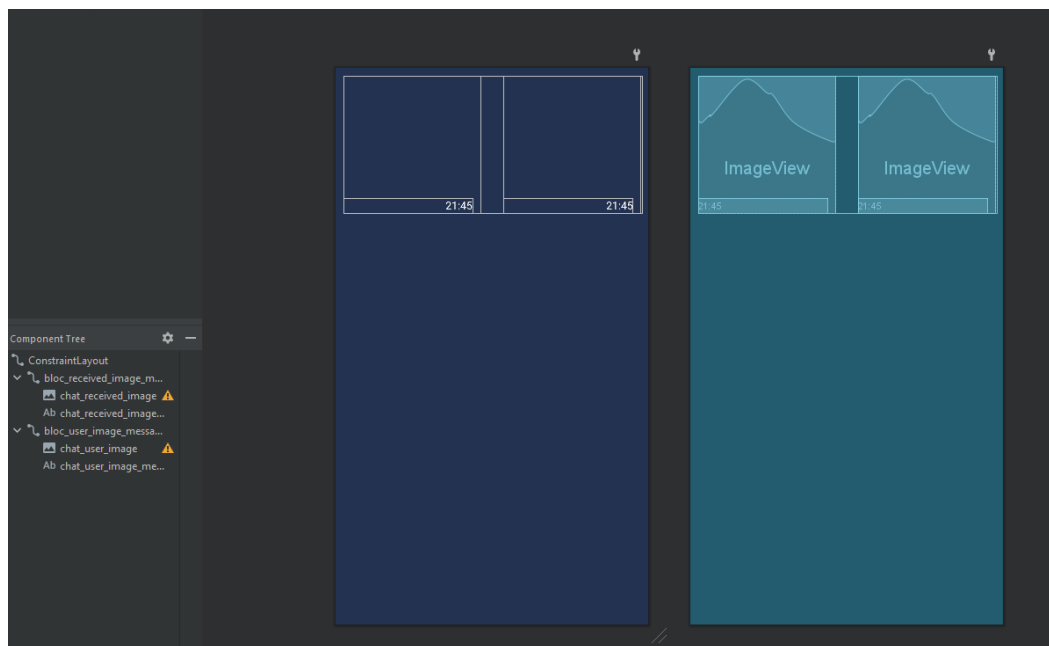 21:45
21:45
ImageView
ImageView
21:45
21:45
Component Tree
ConstraintLayout
bloc_received_image_m...
chat_received_image
Ab chat_received_image...
bloc_user_image_messa...
chat_user_image
Ab chat_user_image_me...